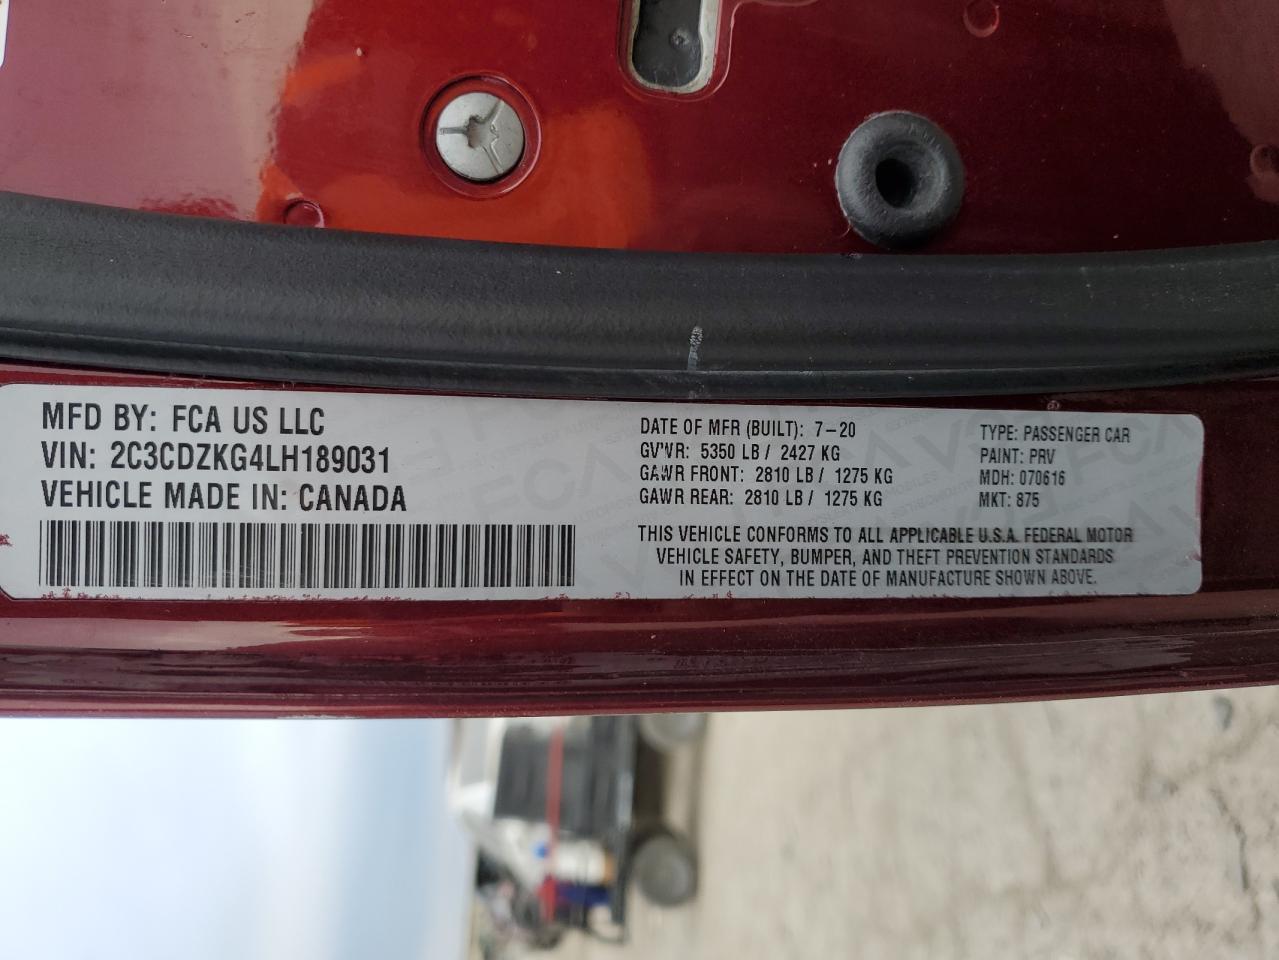 MFD BY: FCA US LLC
VIN: 2C3CDZKG4LH189031
VEHICLE MADE IN: CANADA
DATE OF MFR (BUILT): 7-20
GVWR: 5350 LB / 2427 KG
GAWR FRONT: 2810 LB / 1275 KG
GAWR REAR: 2810 LB / 1275 KG
TYPE: PASSENGER CAR
PAINT: PRV
MDH: 070616
MKT: 875
THIS VEHICLE CONFORMS TO ALL APPLICABLE U.S.A. FEDERAL MOTOR
VEHICLE SAFETY, BUMPER, AND THEFT PREVENTION STANDARDS
IN EFFECT ON THE DATE OF MANUFACTURE SHOWN ABOVE.